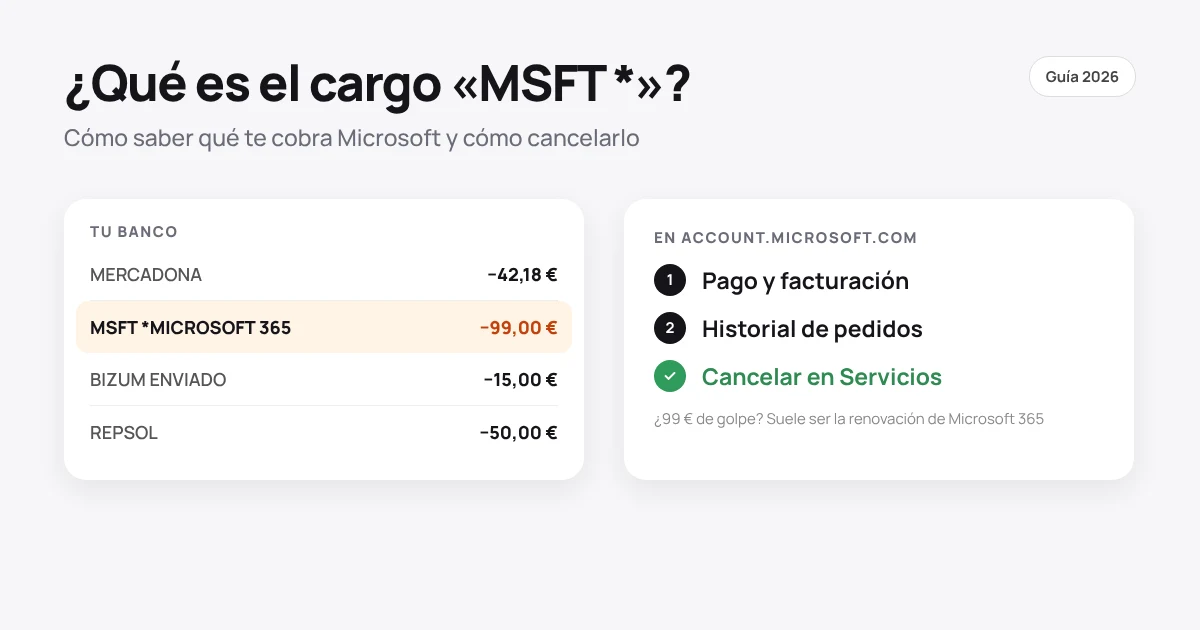 ¿Qué es el cargo «MSFT *»?
Guía 2026
Cómo saber qué te cobra Microsoft y cómo cancelarlo
TU BANCO
MERCADONA −42,18 €
MSFT *MICROSOFT 365 −99,00 €
BIZUM ENVIADO −15,00 €
REPSOL −50,00 €
EN ACCOUNT.MICROSOFT.COM
1 Pago y facturación
2 Historial de pedidos
✓ Cancelar en Servicios
¿99 € de golpe? Suele ser la renovación de Microsoft 365